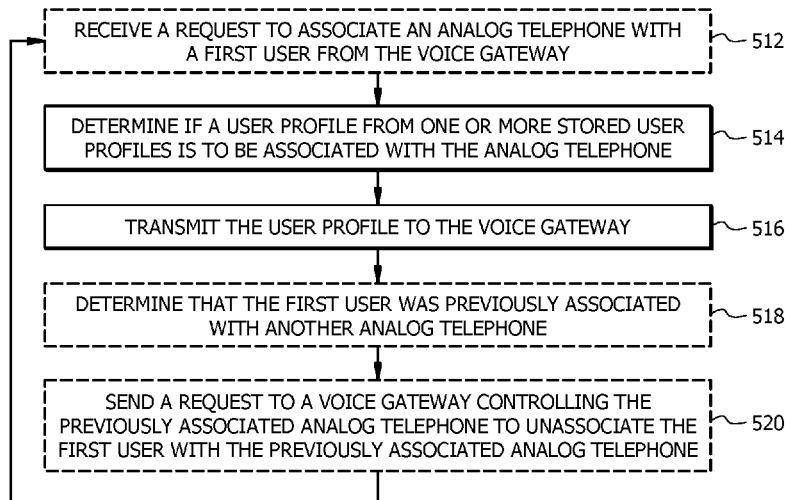 RECEIVE A REQUEST TO ASSOCIATE AN ANALOG TELEPHONE WITH
A FIRST USER FROM THE VOICE GATEWAY
512
DETERMINE IF A USER PROFILE FROM ONE OR MORE STORED USER
PROFILES IS TO BE ASSOCIATED WITH THE ANALOG TELEPHONE
514
TRANSMIT THE USER PROFILE TO THE VOICE GATEWAY
516
DETERMINE THAT THE FIRST USER WAS PREVIOUSLY ASSOCIATED
WITH ANOTHER ANALOG TELEPHONE
518
SEND A REQUEST TO A VOICE GATEWAY CONTROLLING THE
PREVIOUSLY ASSOCIATED ANALOG TELEPHONE TO UNASSOCIATE THE
FIRST USER WITH THE PREVIOUSLY ASSOCIATED ANALOG TELEPHONE
520